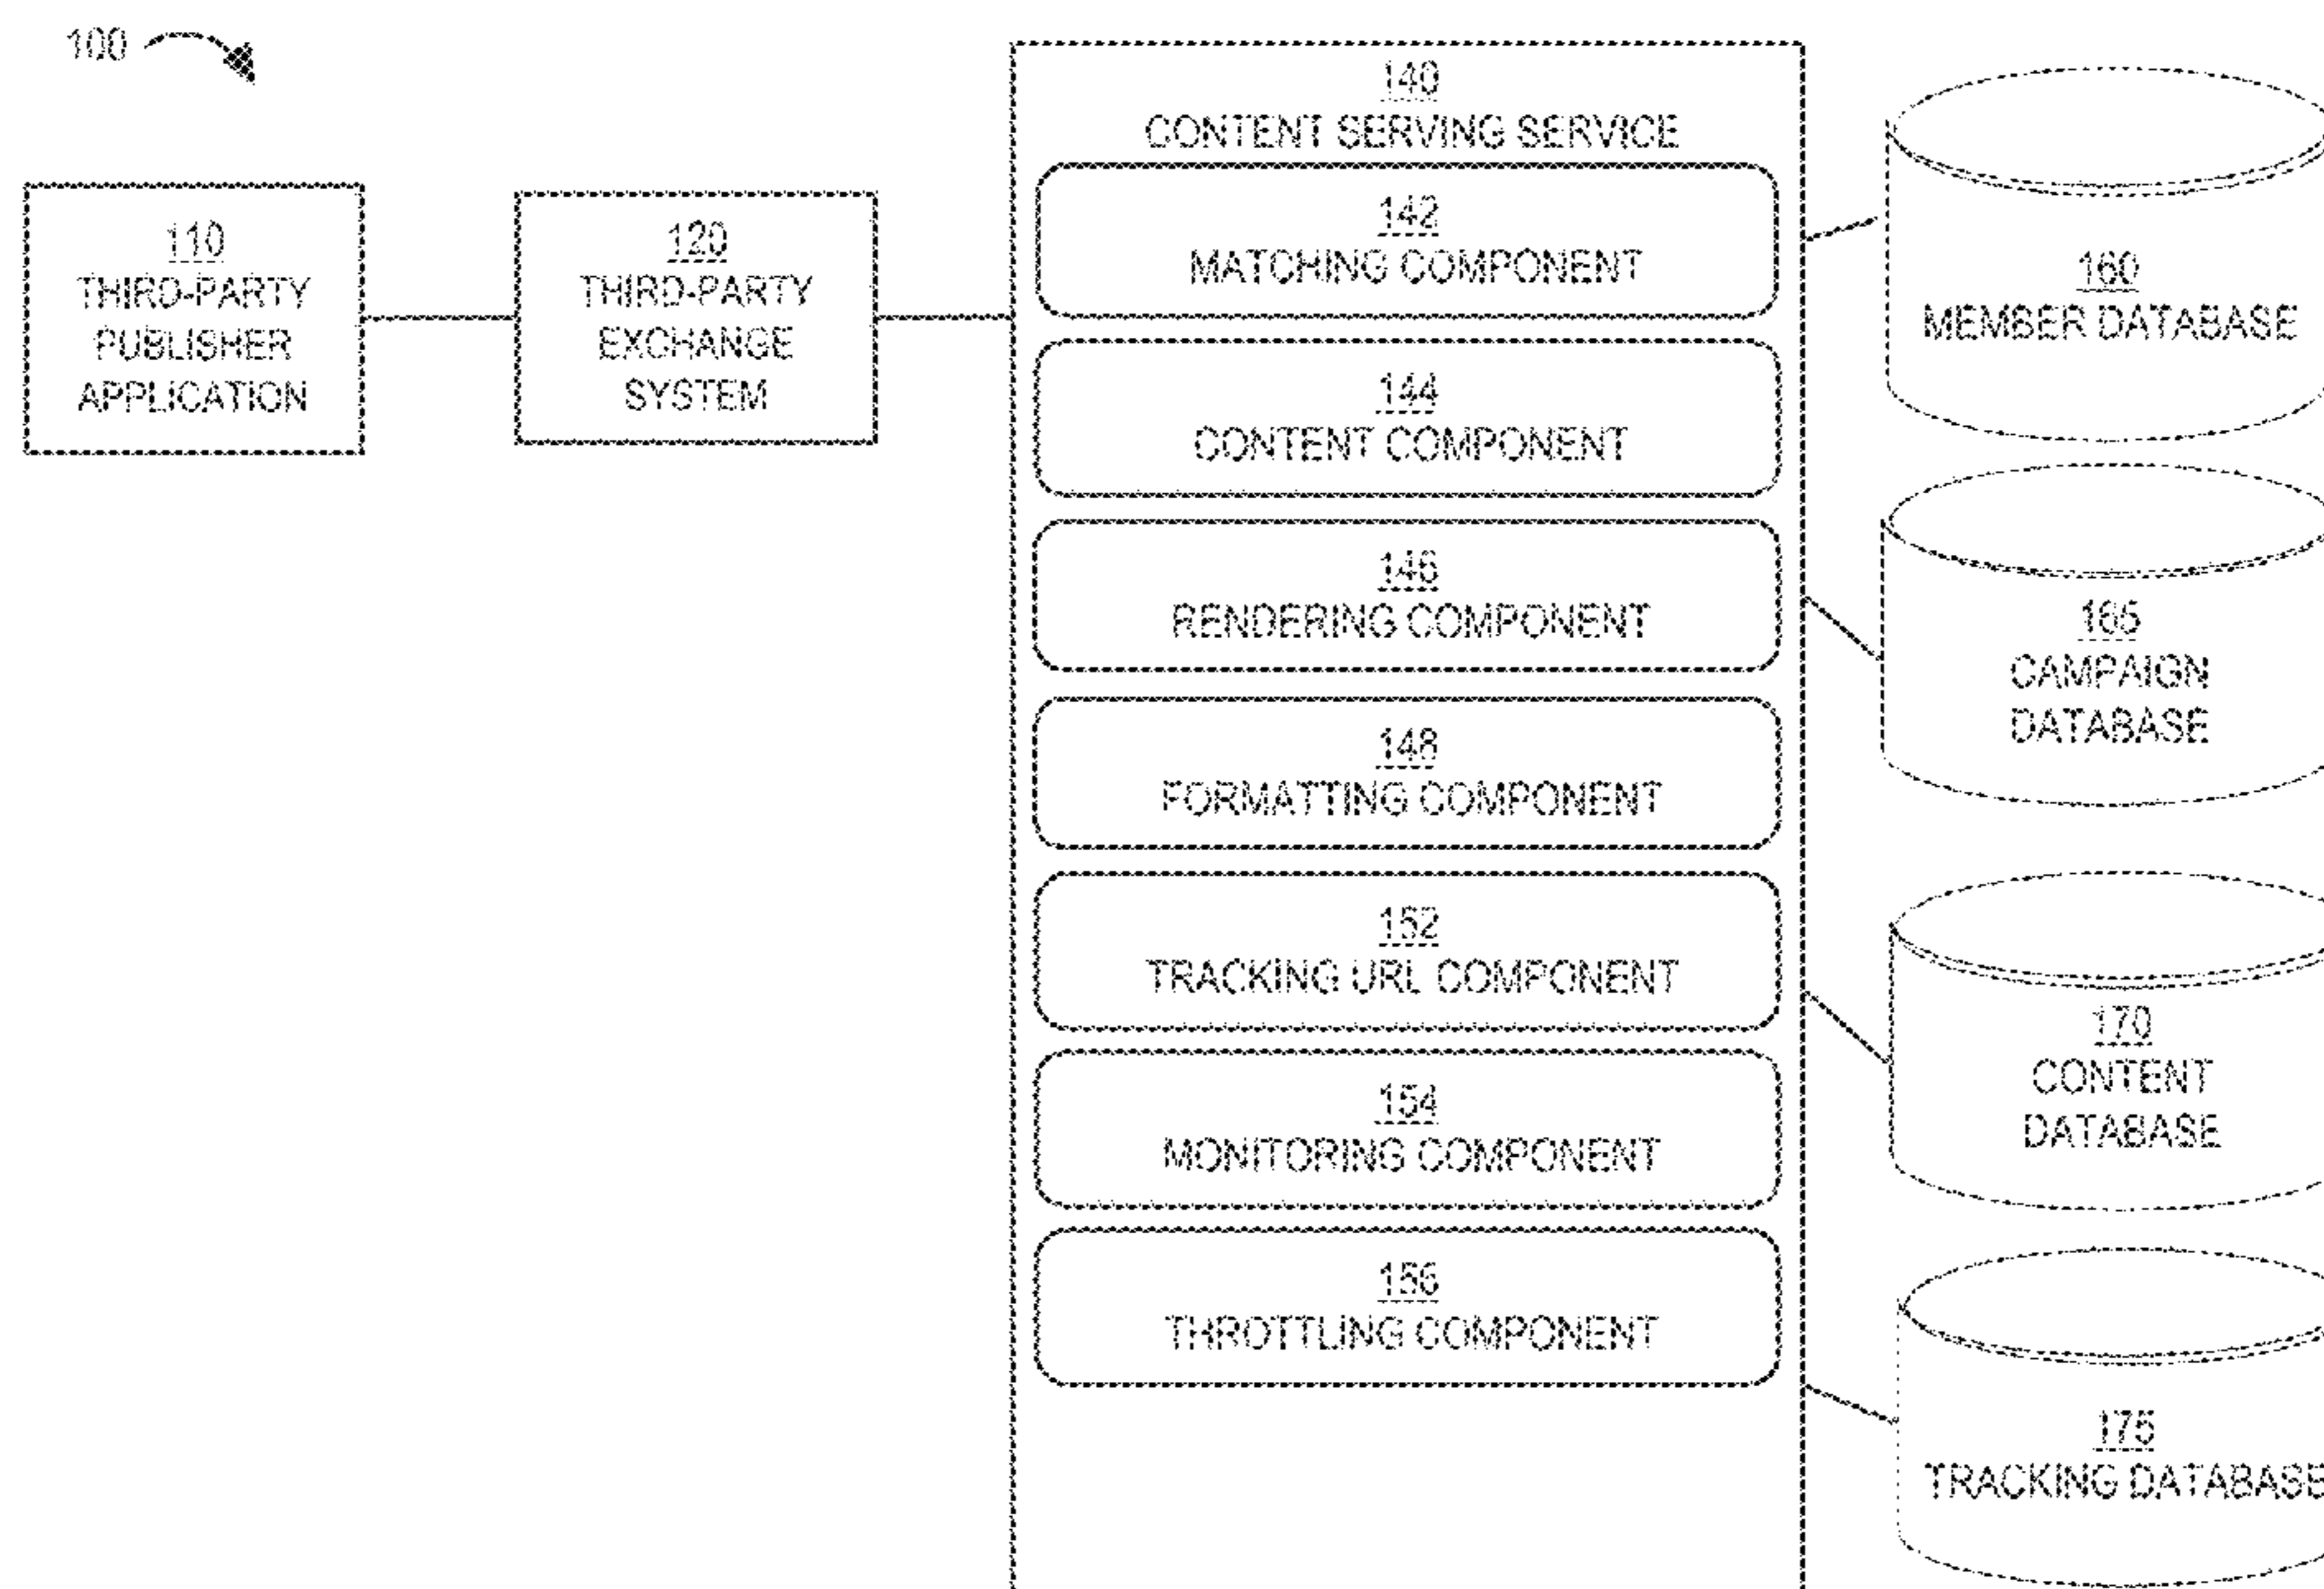 100
110
THIRD-PARTY
PUBLISHER
APPLICATION
120
THIRD-PARTY
EXCHANGE
SYSTEM
140
CONTENT SERVING SERVICE
142
MATCHING COMPONENT
144
CONTENT COMPONENT
146
RENDERING COMPONENT
148
FORMATTING COMPONENT
152
TRACKING URL COMPONENT
154
MONITORING COMPONENT
156
THROTTLING COMPONENT
160
MEMBER DATABASE
165
CAMPAIGN
DATABASE
170
CONTENT
DATABASE
175
TRACKING DATABASE